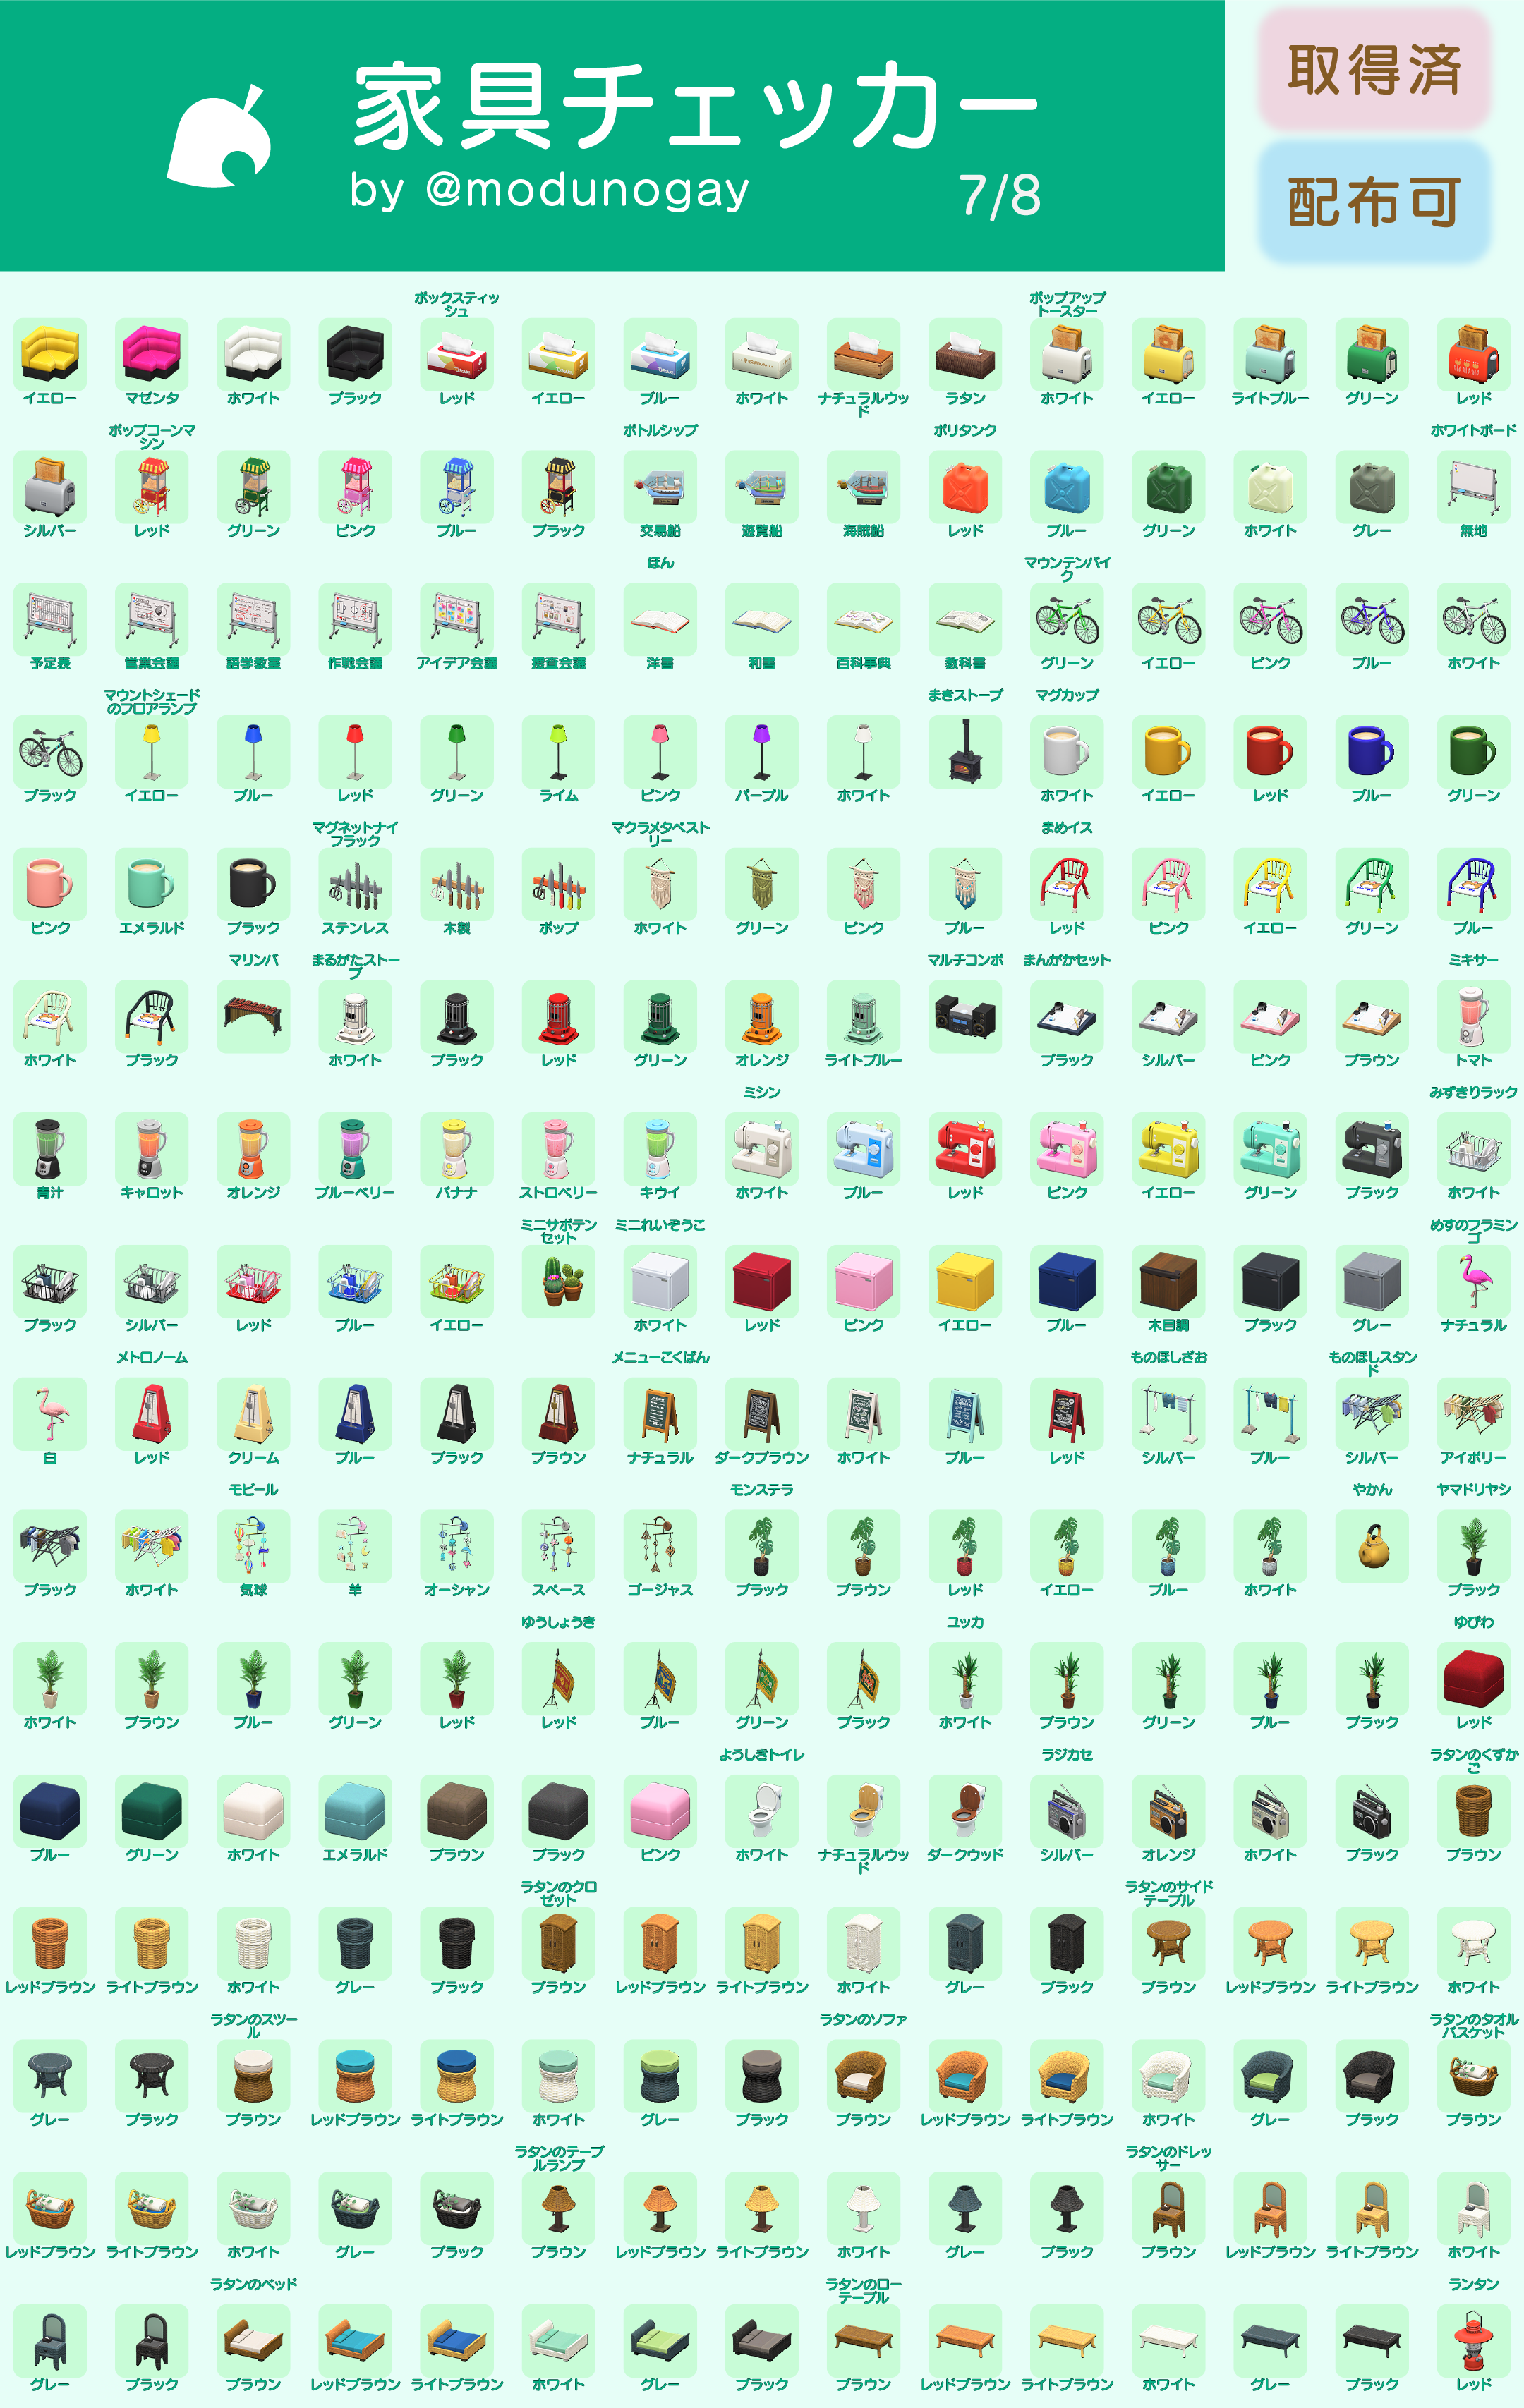 家具チェッカー
by @modunogay 7/8
取得済
配布可
ボックスティッシュ ポップアップトースター
イエロー マゼンタ ホワイト ブラック レッド イエロー ブルー ホワイト ナチュラルウッド ラタン ホワイト イエロー ライトブルー グリーン レッド
ポップコーンマシン ボトルシップ ポリタンク ホワイトボード
シルバー レッド グリーン ピンク ブルー ブラック 交易船 遊覧船 海賊船 レッド ブルー グリーン ホワイト グレー 無地
ほん マウンテンバイク
予定表 営業会議 語学教室 作戦会議 アイデア会議 捜査会議 洋書 和書 百科事典 教科書 グリーン イエロー ピンク ブルー ホワイト
マウントシェードのフロアランプ まきストーブ マグカップ
ブラック イエロー ブルー レッド グリーン ライム ピンク パープル ホワイト ホワイト イエロー レッド ブルー グリーン
マグネットナイフラック マクラメタペストリー まめイス
ピンク エメラルド ブラック ステンレス 木製 ポップ ホワイト グリーン ピンク ブルー レッド ピンク イエロー グリーン ブルー
マリンバ まるがたストーブ マルチコンポ まんがかセット ミキサー
ホワイト ブラック ホワイト ブラック レッド グリーン オレンジ ライトブルー ブラック シルバー ピンク ブラウン トマト
ミシン みずきりラック
青汁 キャロット オレンジ ブルーベリー バナナ ストロベリー キウイ ホワイト ブルー レッド ピンク イエロー グリーン ブラック ホワイト
ミニサボテンセット ミニれいぞうこ めすのフラミンゴ
ブラック シルバー レッド ブルー イエロー ホワイト レッド ピンク イエロー ブルー 木目調 ブラック グレー ナチュラル
メトロノーム メニューこくばん ものほしざお ものほしスタンド
白 レッド クリーム ブルー ブラック ブラウン ナチュラル ダークブラウン ホワイト ブルー レッド シルバー ブルー シルバー アイボリー
モビール モンステラ やかん ヤマドリヤシ
ブラック ホワイト 気球 羊 オーシャン スペース ゴージャス ブラック ブラウン レッド イエロー ブルー ホワイト ブラック
ゆうしょうき ユッカ ゆびわ
ホワイト ブラウン ブルー グリーン レッド レッド ブルー グリーン ブラック ホワイト ブラウン グリーン ブルー ブラック レッド
ようしきトイレ ラジカセ ラタンのくずかご
ブルー グリーン ホワイト エメラルド ブラウン ブラック ピンク ホワイト ナチュラルウッド ダークウッド シルバー オレンジ ホワイト ブラック ブラウン
ラタンのクロゼット ラタンのサイドテーブル
レッドブラウン ライトブラウン ホワイト グレー ブラック ブラウン レッドブラウン ライトブラウン ホワイト グレー ブラック ブラウン レッドブラウン ライトブラウン ホワイト
ラタンのスツール ラタンのソファ ラタンのタオルバスケット
グレー ブラック ブラウン レッドブラウン ライトブラウン ホワイト グレー ブラック ブラウン レッドブラウン ライトブラウン ホワイト グレー ブラック ブラウン
ラタンのテーブルランプ ラタンのドレッサー
レッドブラウン ライトブラウン ホワイト グレー ブラック ブラウン レッドブラウン ライトブラウン ホワイト グレー ブラック ブラウン レッドブラウン ライトブラウン ホワイト
ラタンのベッド ラタンのローテーブル ランタン
グレー ブラック ブラウン レッドブラウン ライトブラウン ホワイト グレー ブラック ブラウン レッドブラウン ライトブラウン ホワイト グレー ブラック レッド